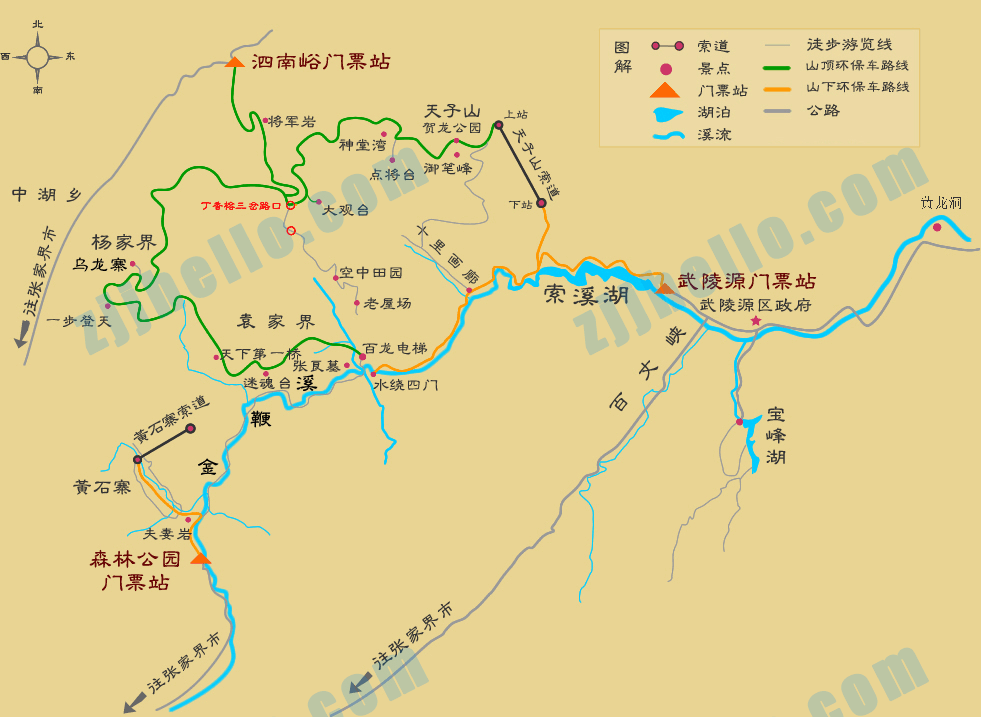 北
西
东
南
泗南峪门票站
图解
索道
景点
门票站
湖泊
溪流
徒步游览线
山顶环保车路线
山下环保车路线
公路
天子山
贺龙公园
上站
天子山索道
将军岩
神堂湾
点将台
御笔峰
下站
中湖乡
丁香榕三岔路口
大观台
黄龙洞
杨家界
乌龙寨
十里画廊
往张家界市
空中田园
老屋场
索溪湖
武陵源门票站
武陵源区政府
一步登天
袁家界
百龙电梯
天下第一桥
张良墓
迷魂台
水绕四门
金鞭溪
百丈峡
宝峰湖
黄石寨索道
黄石寨
夫妻岩
森林公园
门票站
往张家界市
往张家界市
zjjhello.com
zjjhello.com
com
com